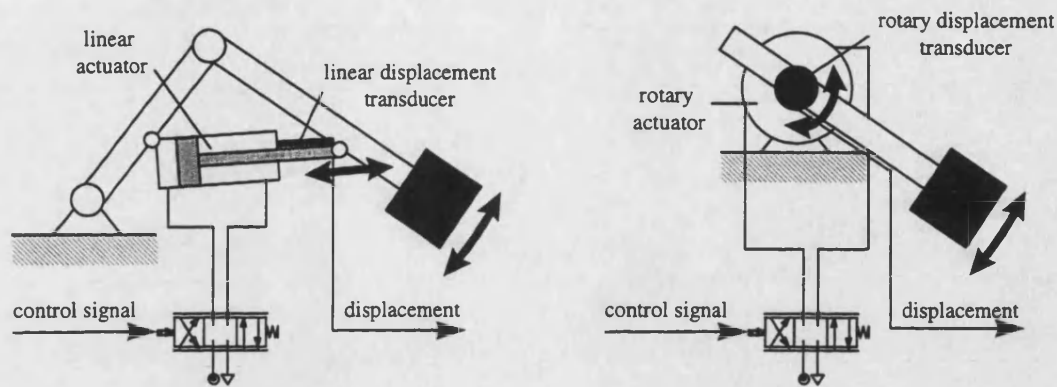 linear
actuator
linear displacement
transducer
control signal
displacement
rotary displacement
transducer
rotary
actuator
control signal
displacement